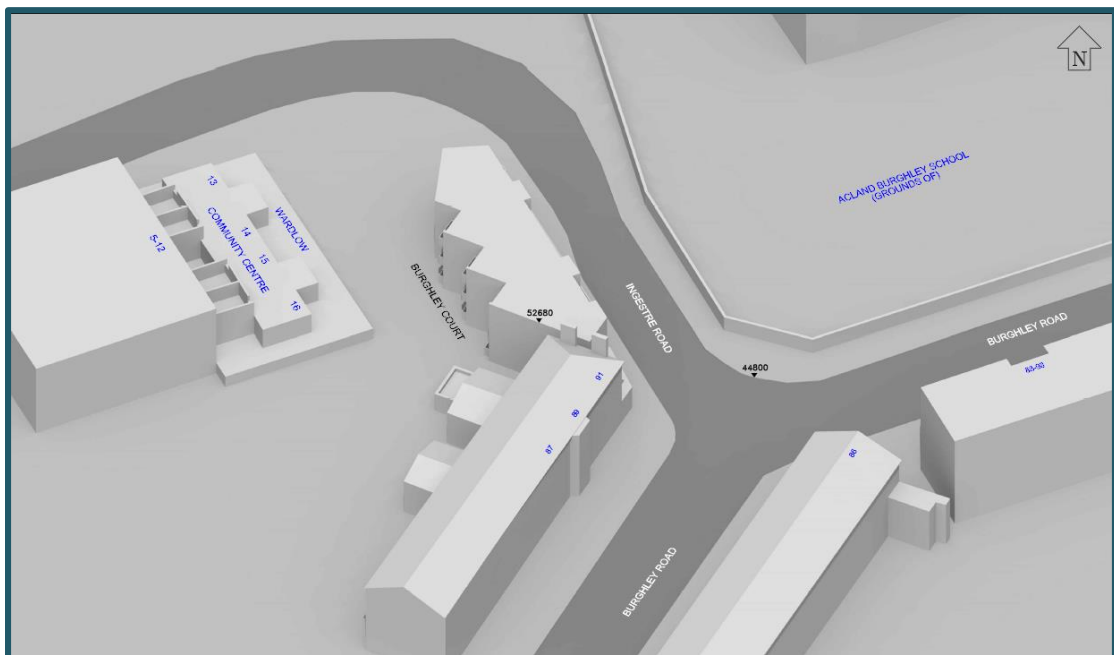 N
ACLAND BURGHLEY SCHOOL
(GROUNDS OF)
13
WARDLOW
5-12
COMMUNITY CENTRE
14
15
16
BURGHLEY COURT
52680
INGESTRE ROAD
BURGHLEY ROAD
44800
91
89
87
86
BURGHLEY ROAD